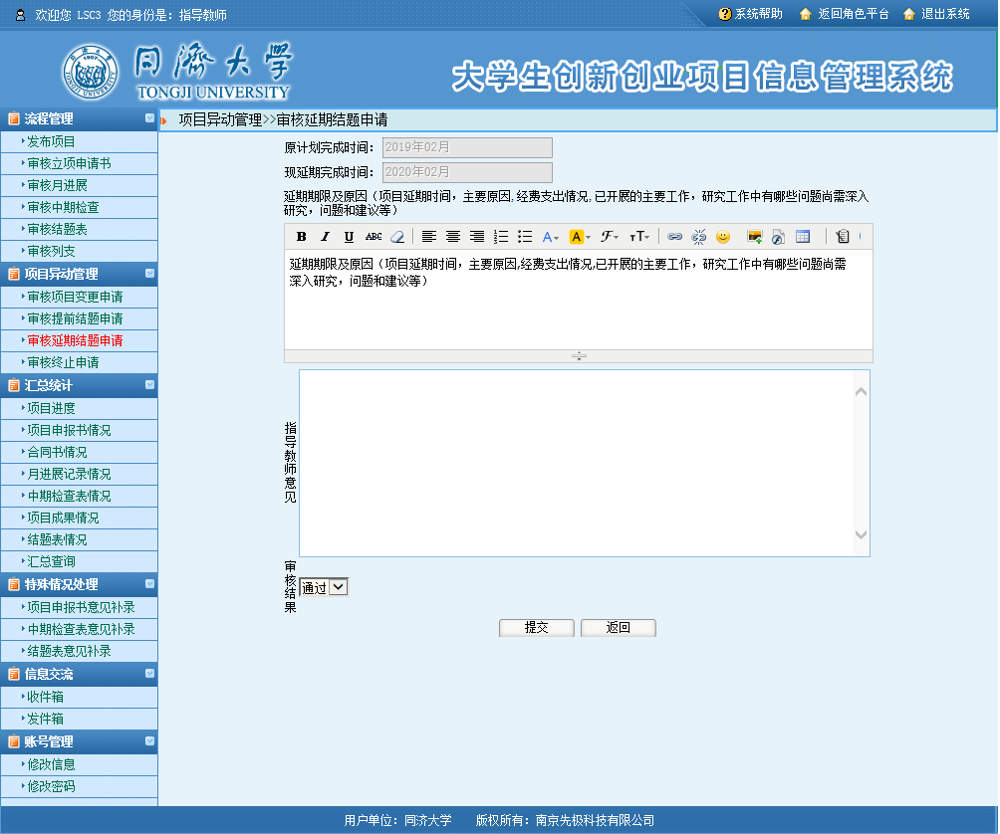 欢迎您 LSC3 您的身份是：指导教师
系统帮助 返回角色平台 退出系统
同济大学
TONGJI UNIVERSITY
大学生创新创业项目信息管理系统
流程管理
发布项目
审核立项申请书
审核月进展
审核中期检查
审核结题表
审核列支
项目异动管理
审核项目变更申请
审核提前结题申请
审核延期结题申请
审核终止申请
汇总统计
项目进度
项目申报书情况
合同书情况
月进展记录情况
中期检查表情况
项目成果情况
结题表情况
汇总查询
特殊情况处理
项目申报书意见补录
中期检查表意见补录
结题表意见补录
信息交流
收件箱
发件箱
账号管理
修改信息
修改密码
项目异动管理>>审核延期结题申请
原计划完成时间： 2019年02月
现延期完成时间： 2020年02月
延期期限及原因（项目延期时间，主要原因,经费支出情况,已开展的主要工作，研究工作中有哪些问题尚需深入
研究，问题和建议等）
B I U ABC A A F TT
延期期限及原因（项目延期时间，主要原因,经费支出情况,已开展的主要工作，研究工作中有哪些问题尚需
深入研究，问题和建议等）
指导教师意见
审核结果
通过
提交 返回
用户单位：同济大学 版权所有：南京先极科技有限公司